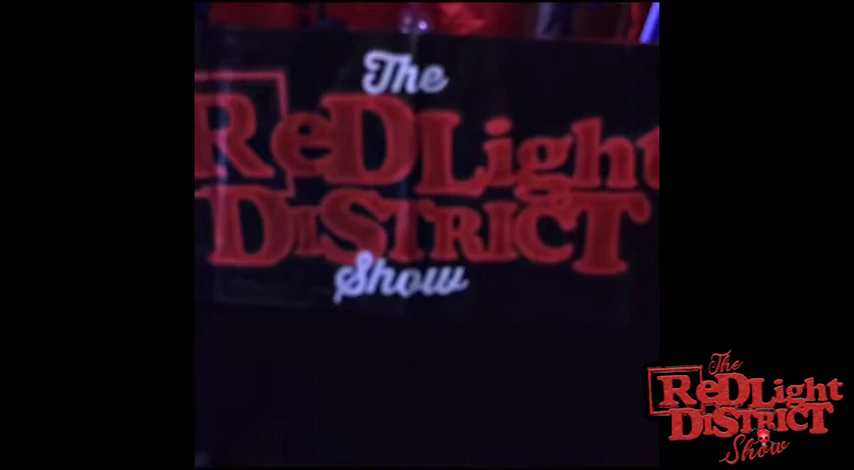 The
ReDLight
DiSTRICT
Show
The
ReDLight
DiSTRICT
Show